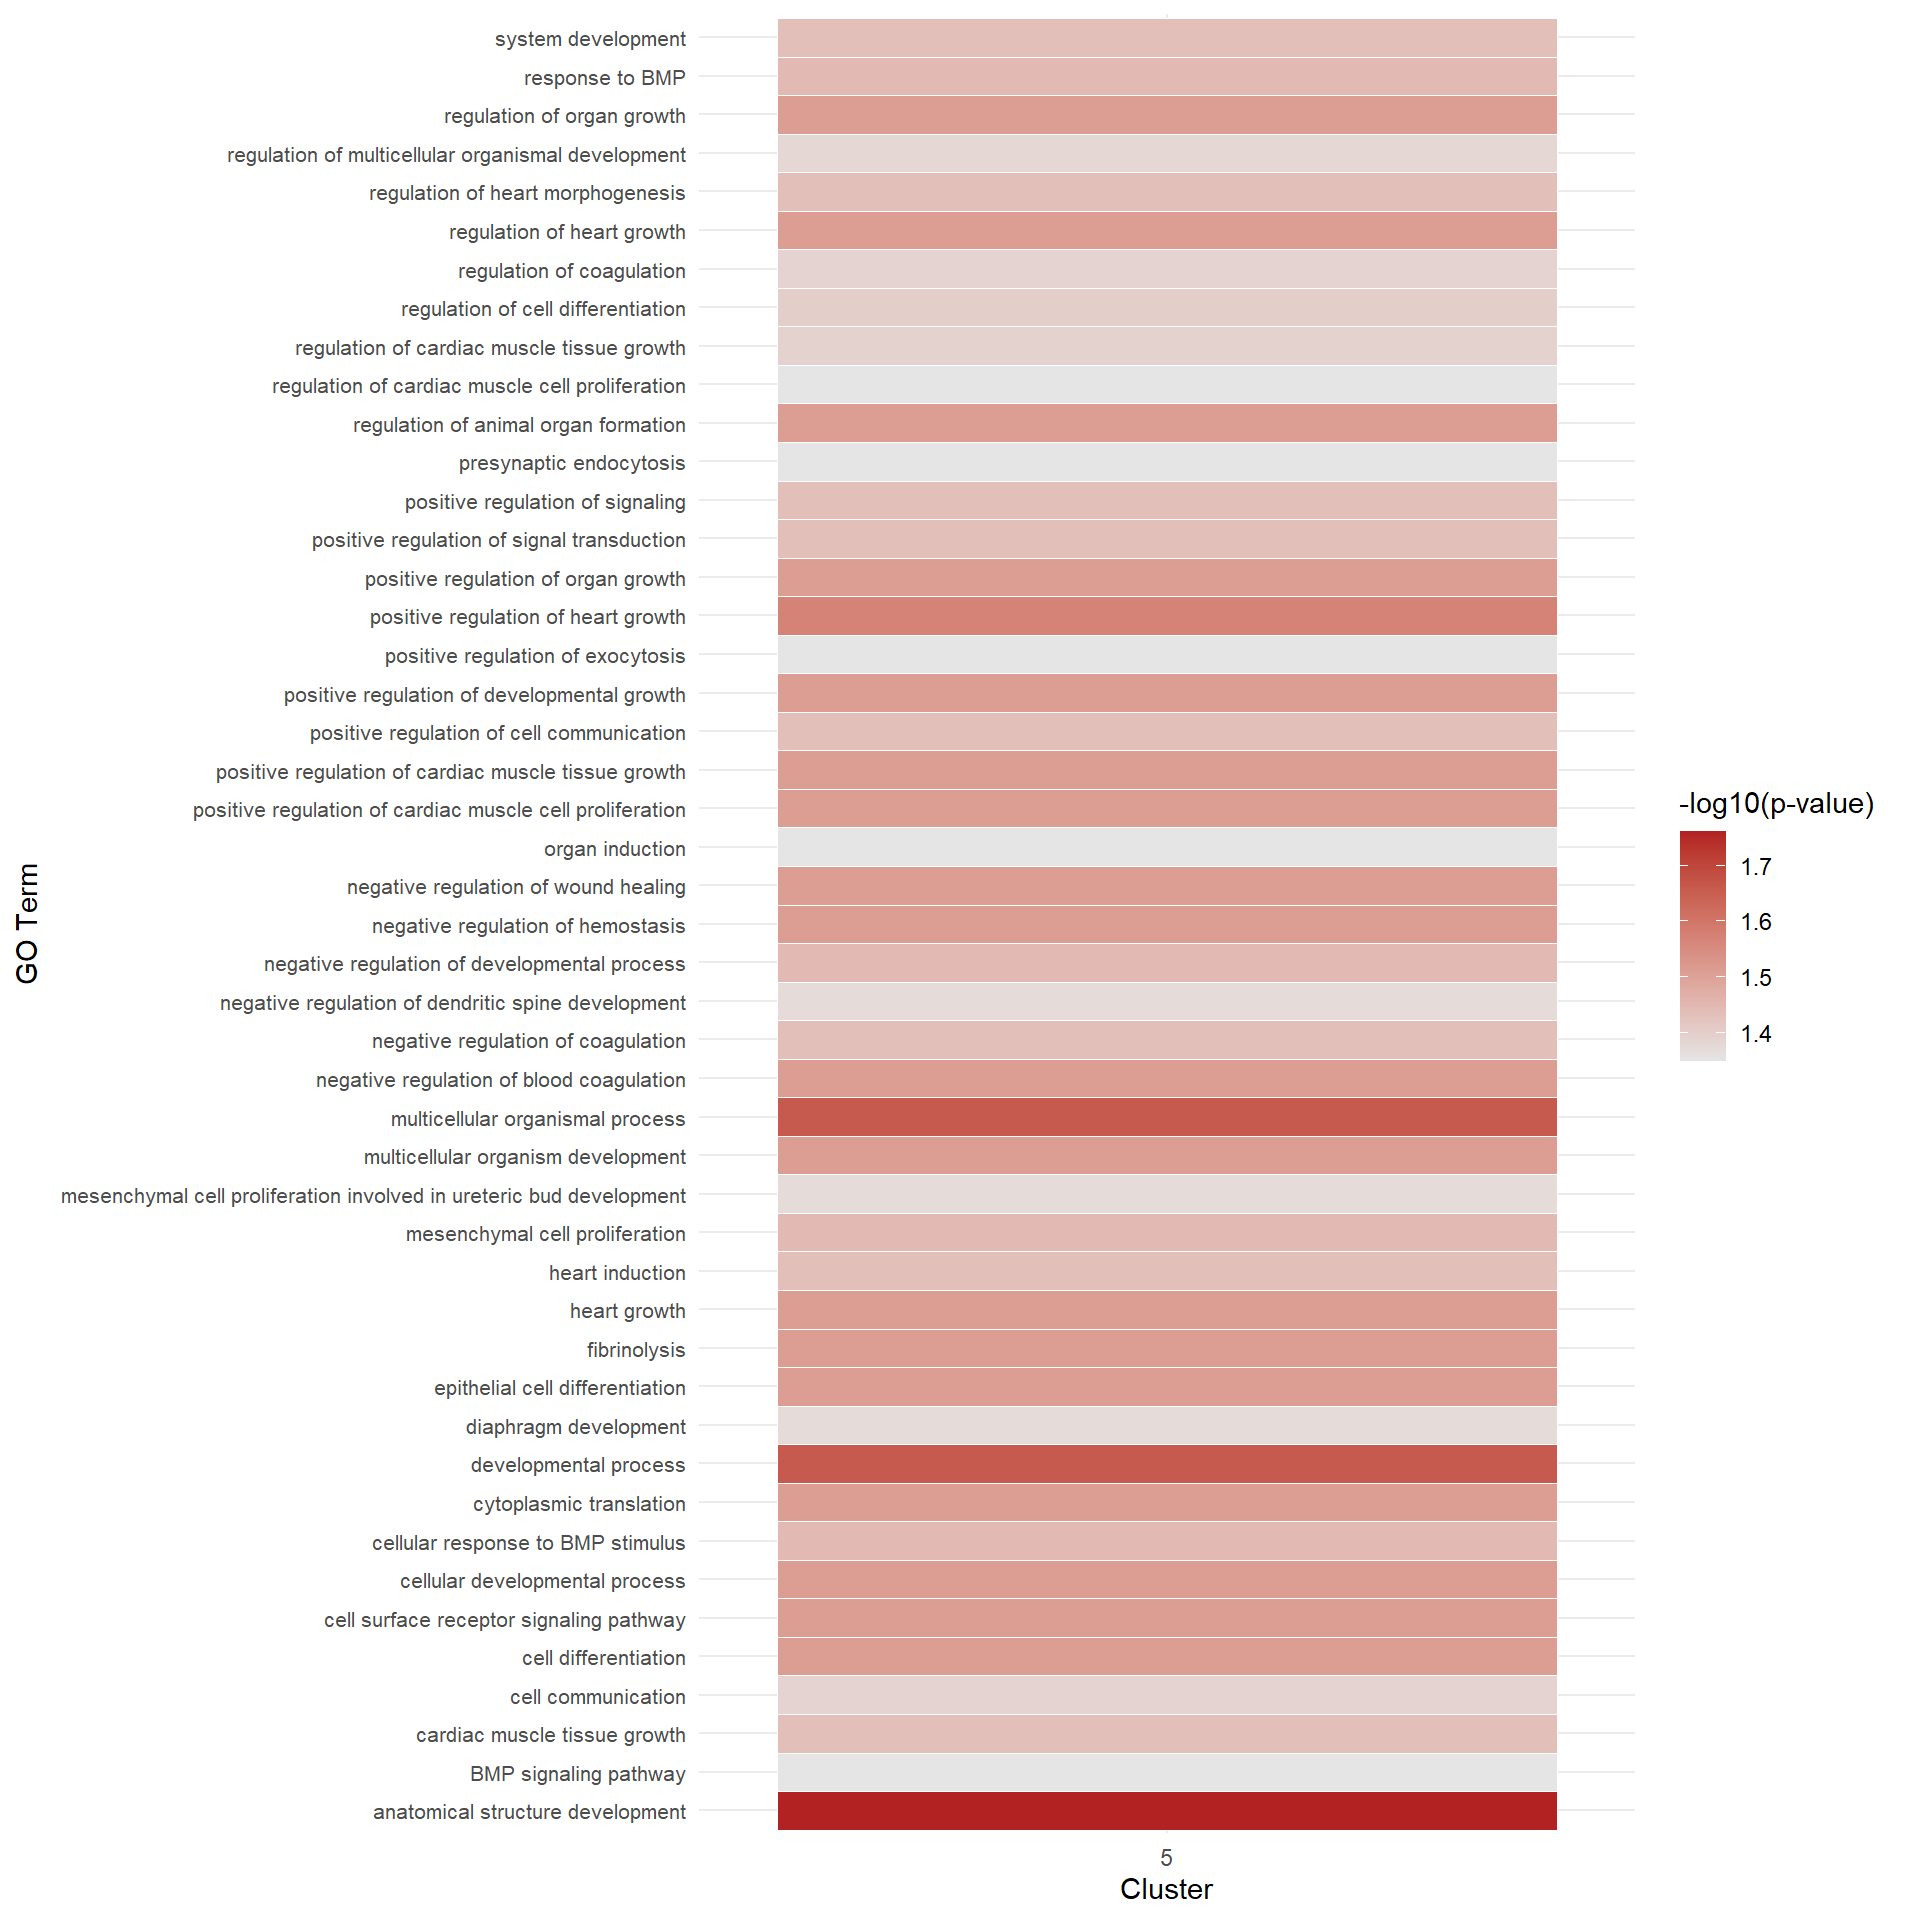 system development
response to BMP
regulation of organ growth
regulation of multicellular organismal development
regulation of heart morphogenesis
regulation of heart growth
regulation of coagulation
regulation of cell differentiation
regulation of cardiac muscle tissue growth
regulation of cardiac muscle cell proliferation
regulation of animal organ formation
presynaptic endocytosis
positive regulation of signaling
positive regulation of signal transduction
positive regulation of organ growth
positive regulation of heart growth
positive regulation of exocytosis
positive regulation of developmental growth
positive regulation of cell communication
positive regulation of cardiac muscle tissue growth
positive regulation of cardiac muscle cell proliferation
organ induction
negative regulation of wound healing
negative regulation of hemostasis
negative regulation of developmental process
negative regulation of dendritic spine development
negative regulation of coagulation
negative regulation of blood coagulation
multicellular organismal process
multicellular organism development
mesenchymal cell proliferation involved in ureteric bud development
mesenchymal cell proliferation
heart induction
heart growth
fibrinolysis
epithelial cell differentiation
diaphragm development
developmental process
cytoplasmic translation
cellular response to BMP stimulus
cellular developmental process
cell surface receptor signaling pathway
cell differentiation
cell communication
cardiac muscle tissue growth
BMP signaling pathway
anatomical structure development
GO Term
5
Cluster
-log10(p-value)
1.7
1.6
1.5
1.4